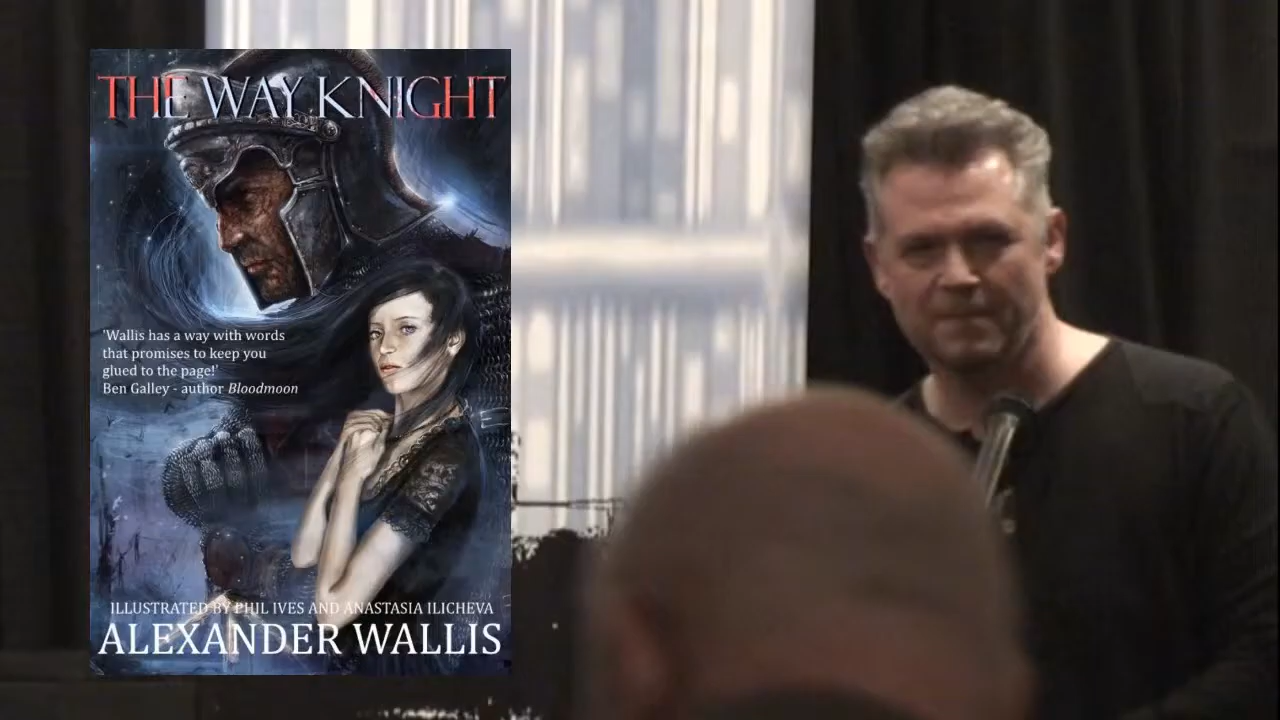 THE WAY KNIGHT
'Wallis has a way with words
that promises to keep you
glued to the page!'
Ben Galley - author Bloodmoon
ILLUSTRATED BY PHIL IVES AND ANASTASIA ILICHEVA
ALEXANDER WALLIS